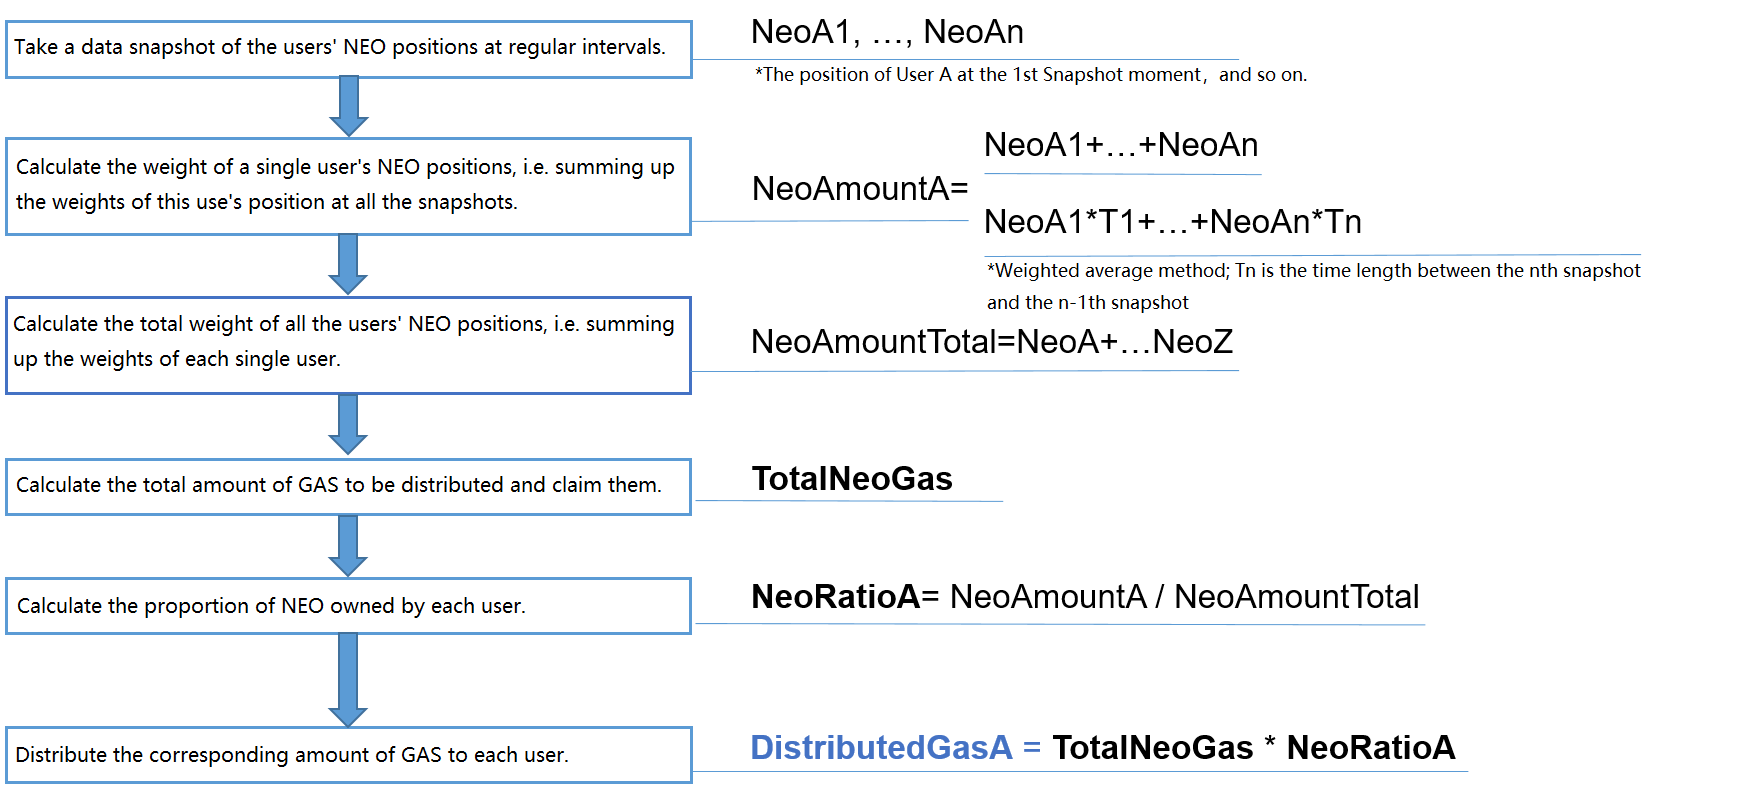 Take a data snapshot of the users' NEO positions at regular intervals.
NeoA1, …, NeoAn
*The position of User A at the 1st Snapshot moment，and so on.
Calculate the weight of a single user's NEO positions, i.e. summing up
the weights of this use's position at all the snapshots.
NeoAmountA=
NeoA1+…+NeoAn
NeoA1*T1+…+NeoAn*Tn
*Weighted average method; Tn is the time length between the nth snapshot
and the n-1th snapshot
Calculate the total weight of all the users' NEO positions, i.e. summing
up the weights of each single user.
NeoAmountTotal=NeoA+…NeoZ
Calculate the total amount of GAS to be distributed and claim them.
TotalNeoGas
Calculate the proportion of NEO owned by each user.
NeoRatioA= NeoAmountA / NeoAmountTotal
Distribute the corresponding amount of GAS to each user.
DistributedGasA = TotalNeoGas * NeoRatioA